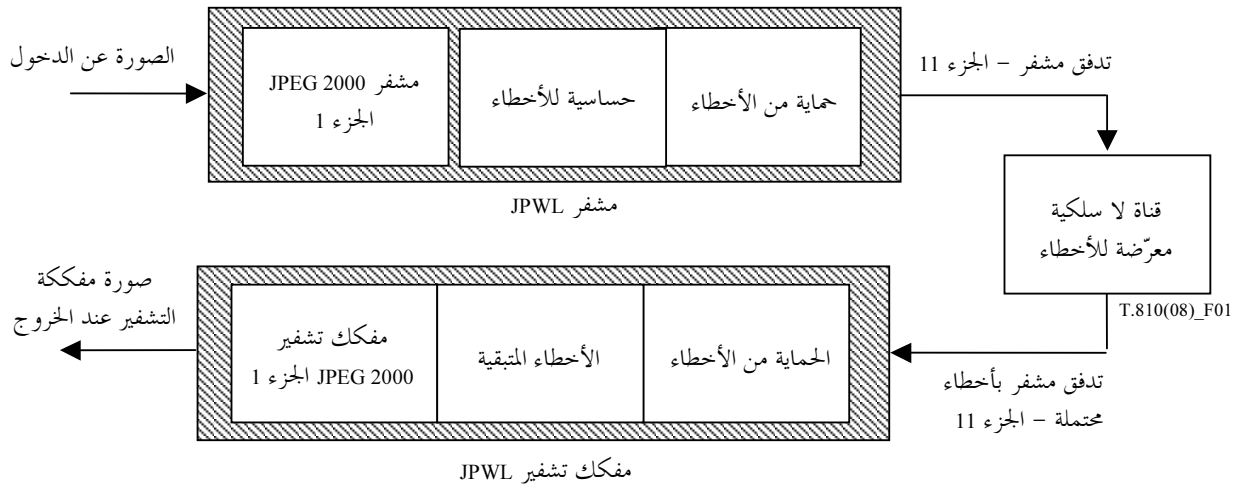 الصورة عن الدخول
مشفر JPEG 2000
الجزء 1
حساسية للأخطاء
حماية من الأخطاء
تدفق مشفر – الجزء 11
مشفر JPWL
قناة لا سلكية
معرّضة للأخطاء
T.810(08)_F01
صورة مفككة
التشفير عند الخروج
مفكك تشفير
JPEG 2000 الجزء 1
الأخطاء المتبقية
الحماية من الأخطاء
تدفق مشفر بأخطاء
محتملة – الجزء 11
مفكك تشفير JPWL